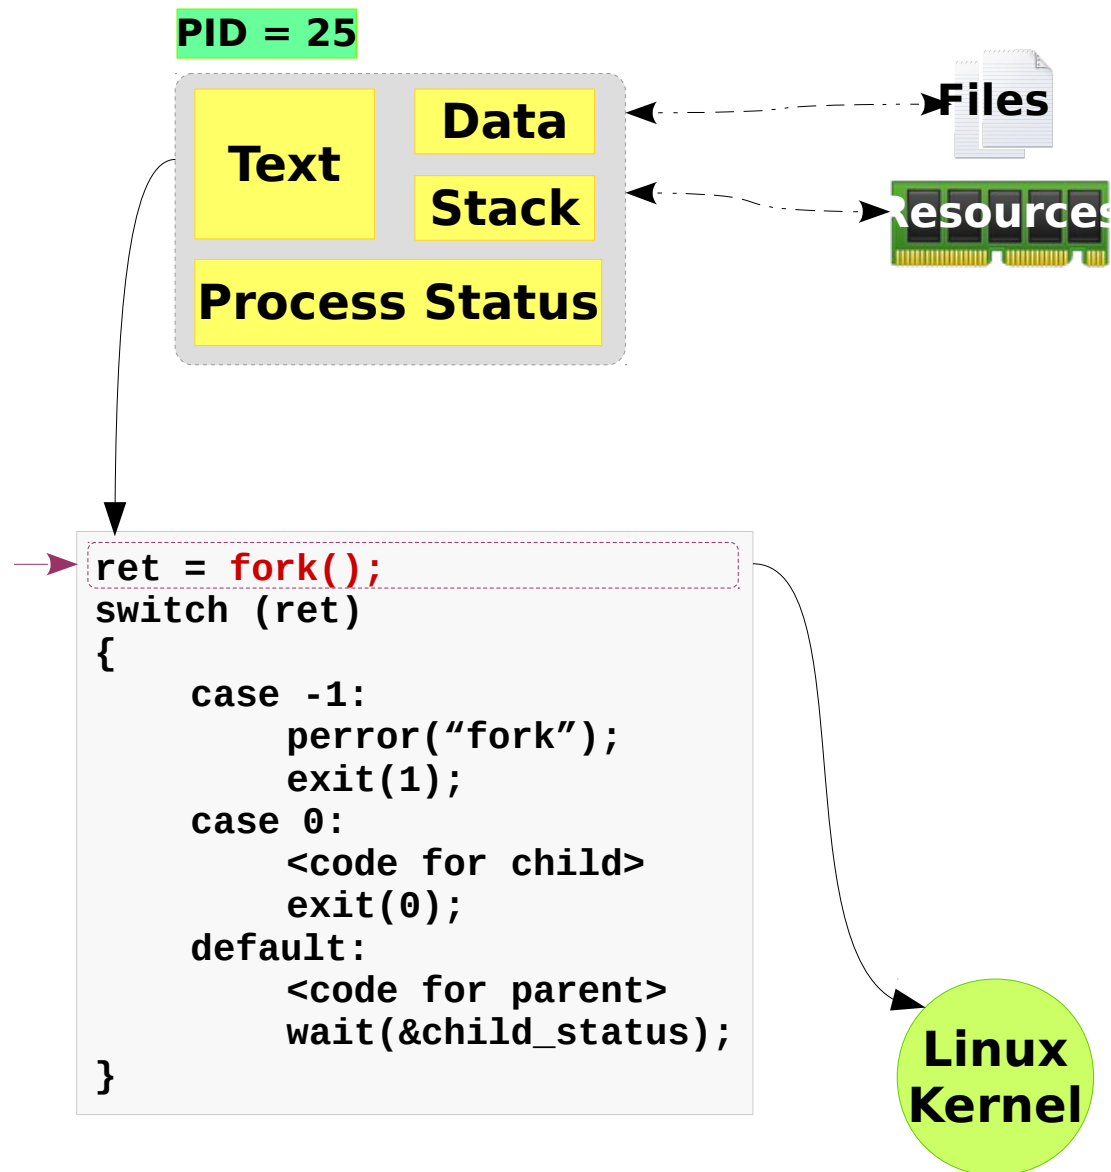 PID = 25
Text
Data
Stack
Process Status
Files
Resources
ret = fork();
switch (ret)
{
case -1:
perror(“fork”);
exit(1);
case 0:
<code for child>
exit(0);
default:
<code for parent>
wait(&child_status);
}
Linux
Kernel